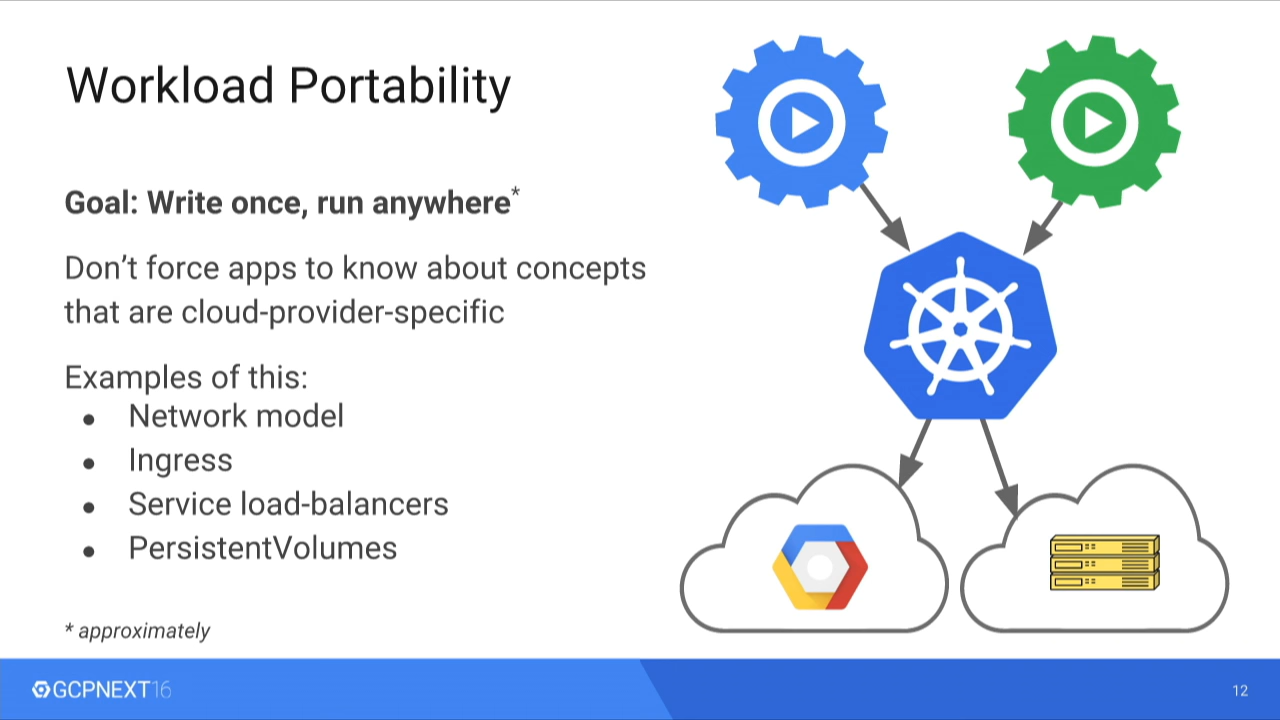 Workload Portability
Goal: Write once, run anywhere*
Don’t force apps to know about concepts
that are cloud-provider-specific
Examples of this:
● Network model
● Ingress
● Service load-balancers
● PersistentVolumes
* approximately
GCPNEXT16
12